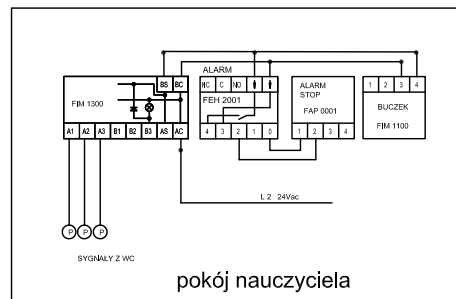 BS BC
FIM 1300
A1 A2 A3 B1 B2 B3 AS AC
ALARM
NC C NO
FEH 2001
4 3 2 1 0
ALARM
STOP
FAP 0001
1 2 3 4
1 2 3 4
BUCZEK
FIM 1100
L 2 24Vac
P P P
SYGNAŁY Z WC
pokój nauczyciela